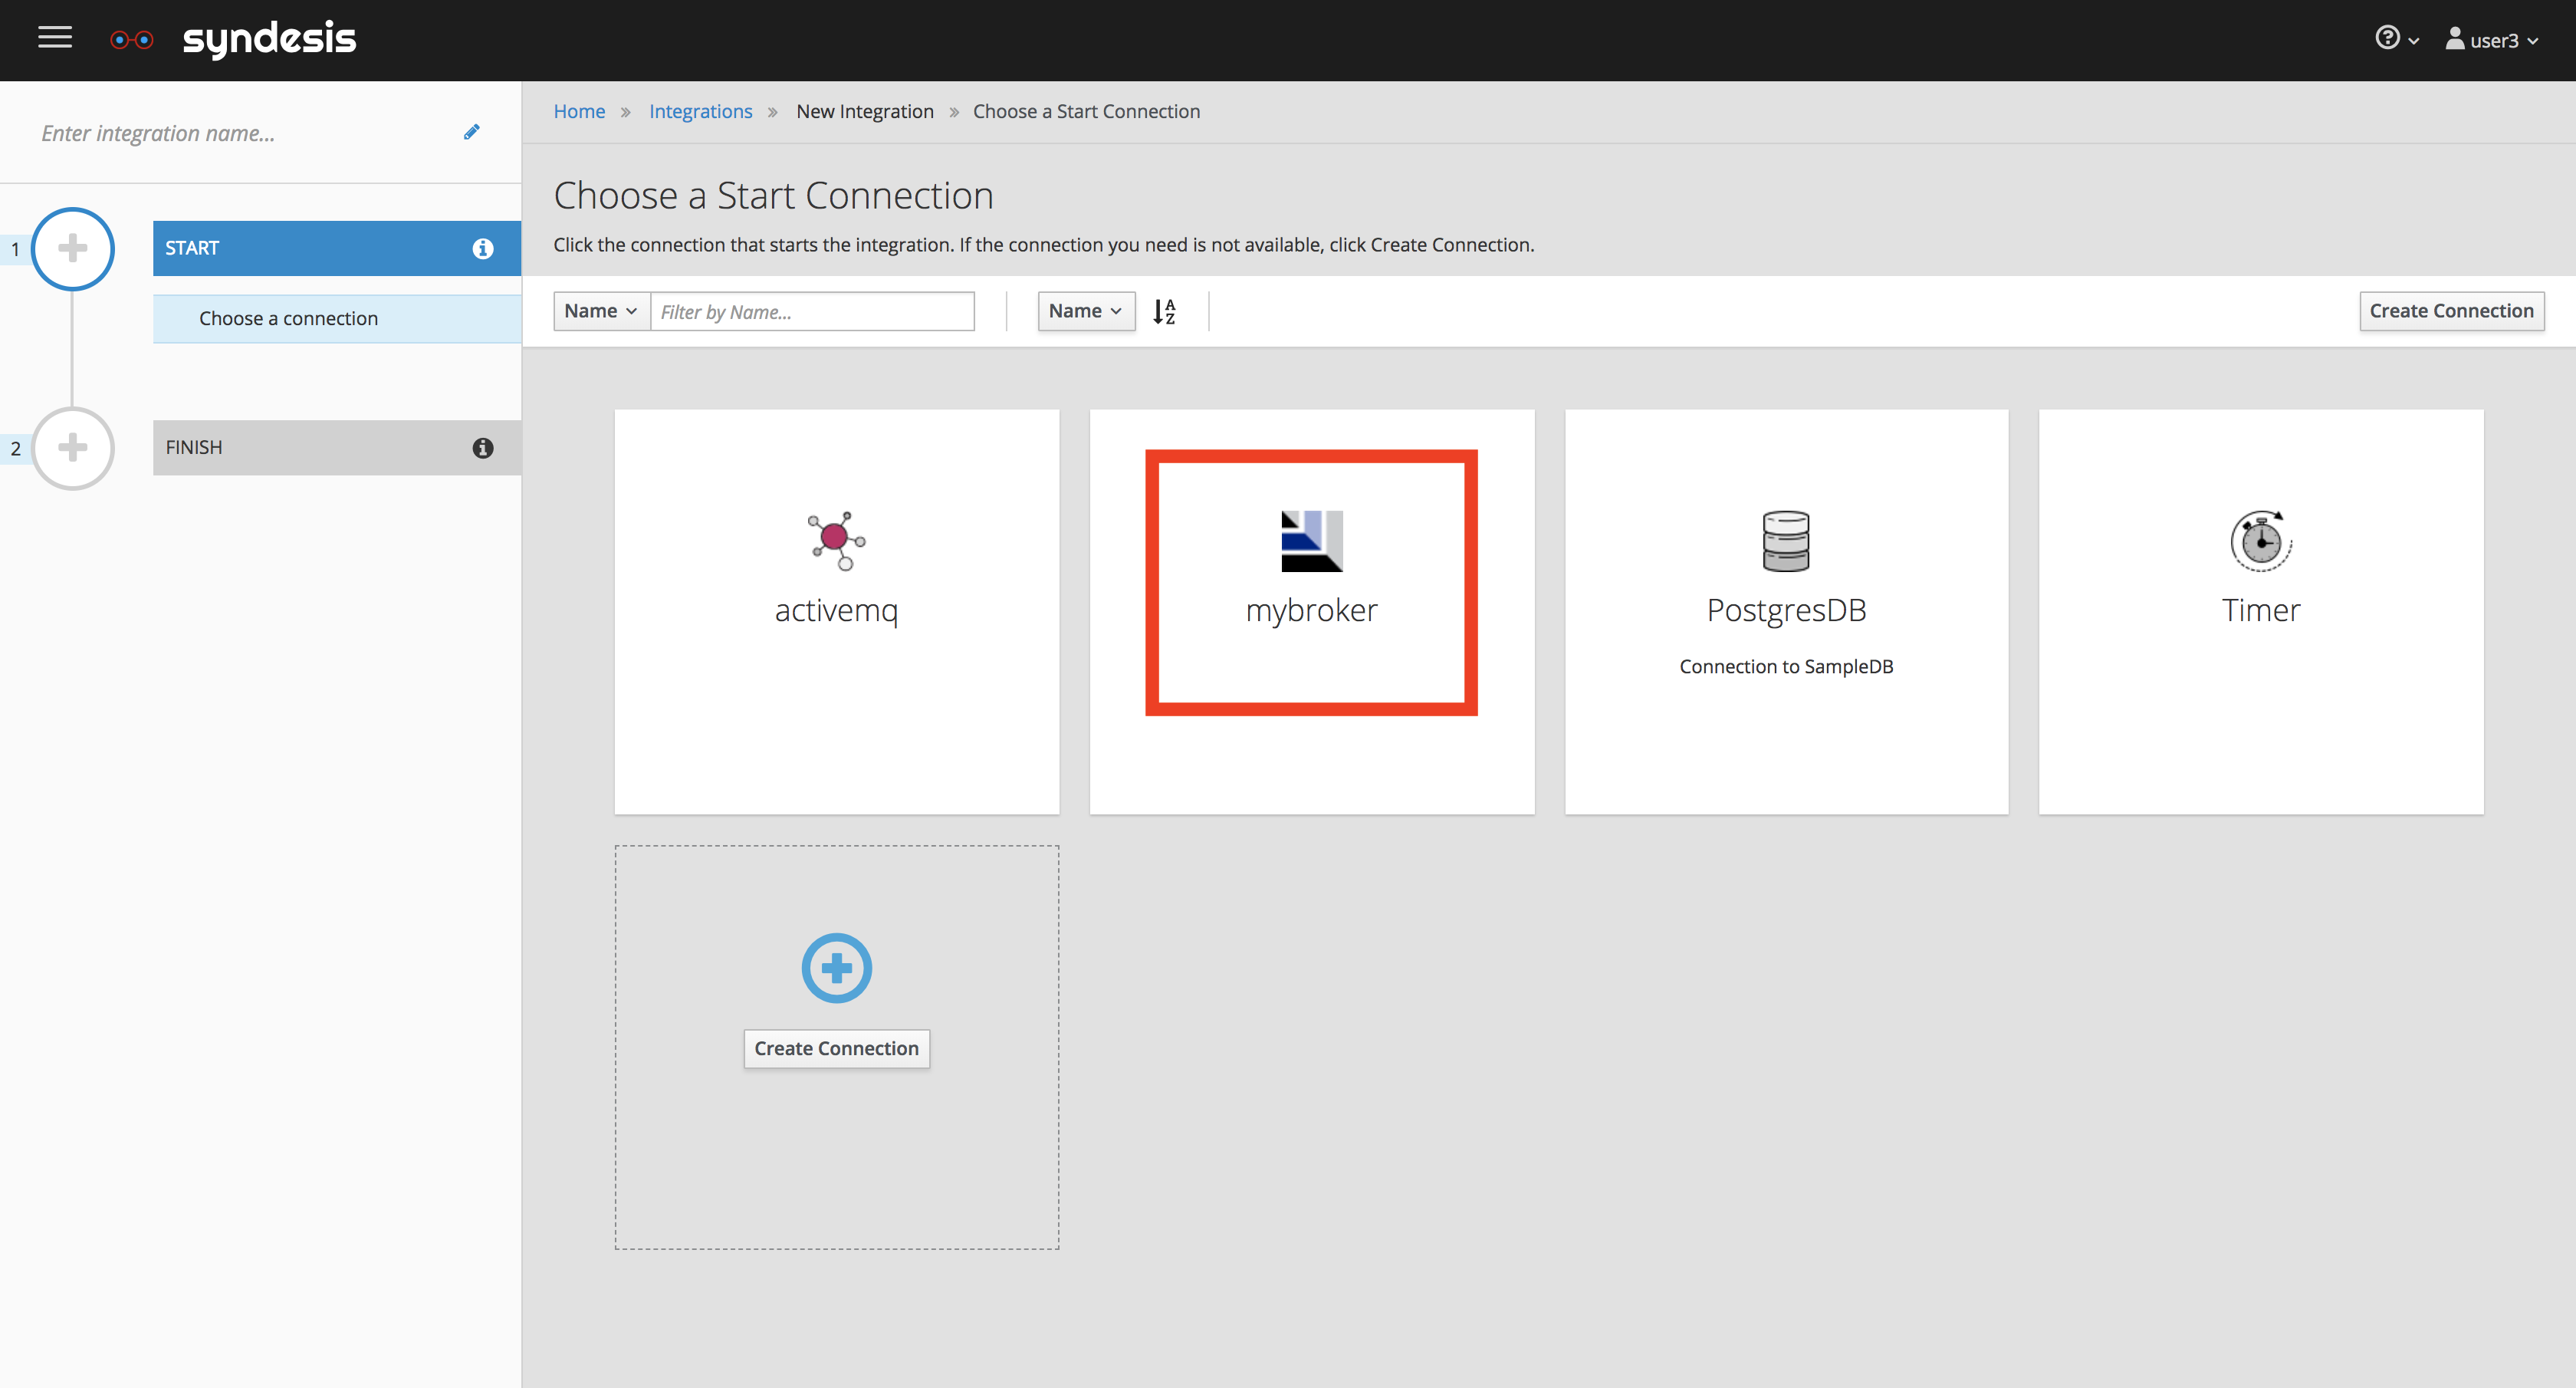 syndesis
user3
Enter integration name...
1
START
Choose a connection
2
FINISH
Home » Integrations » New Integration » Choose a Start Connection
Choose a Start Connection
Click the connection that starts the integration. If the connection you need is not available, click Create Connection.
Name Filter by Name... Name A Z Create Connection
activemq
mybroker
PostgresDB
Connection to SampleDB
Timer
Create Connection